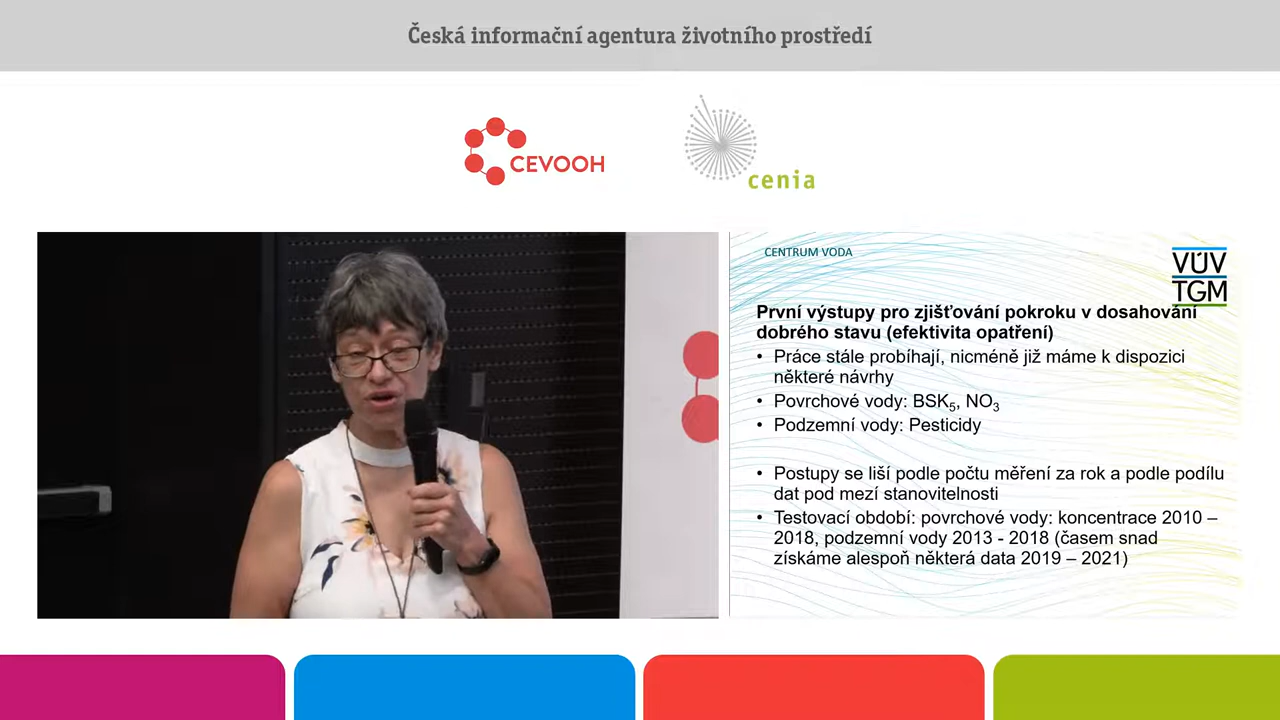 Česká informační agentura životního prostředí
CEVOOH
cenia
CENTRUM VODA
VÚV
TGM
První výstupy pro zjišťování pokroku v dosahování
dobrého stavu (efektivita opatření)
• Práce stále probíhají, nicméně již máme k dispozici
některé návrhy
• Povrchové vody: BSK₅, NO₃
• Podzemní vody: Pesticidy
• Postupy se liší podle počtu měření za rok a podle podílu
dat pod mezí stanovitelnosti
• Testovací období: povrchové vody: koncentrace 2010 –
2018, podzemní vody 2013 - 2018 (časem snad
získáme alespoň některá data 2019 – 2021)